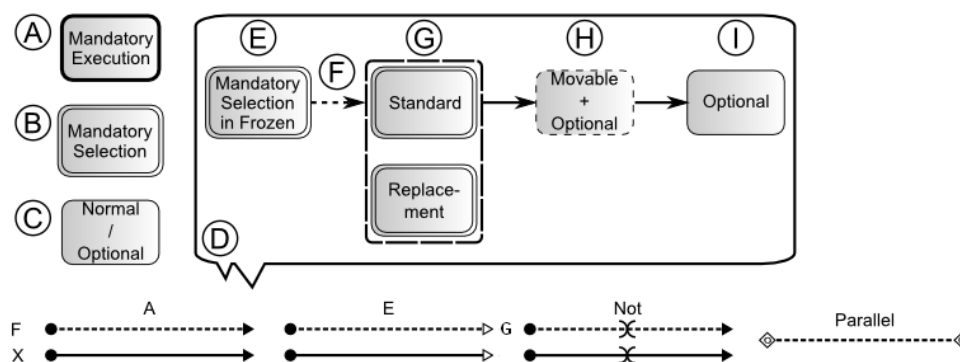 A
Mandatory
Execution
B
Mandatory
Selection
C
Normal
/
Optional
D
E
Mandatory
Selection
in Frozen
F
G
Standard
Replace-
ment
H
Movable
+
Optional
I
Optional
A
E
Not
Parallel
F
G
X